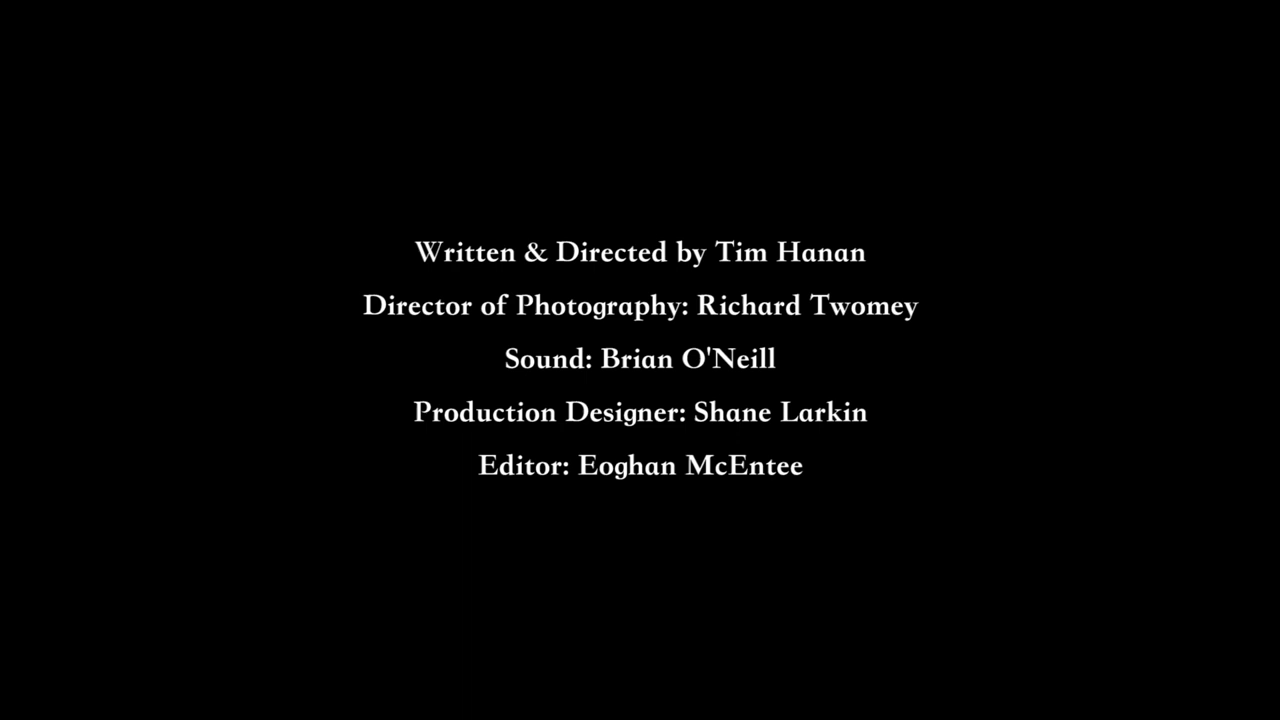 Written & Directed by Tim Hanan
Director of Photography: Richard Twomey
Sound: Brian O'Neill
Production Designer: Shane Larkin
Editor: Eoghan McEntee